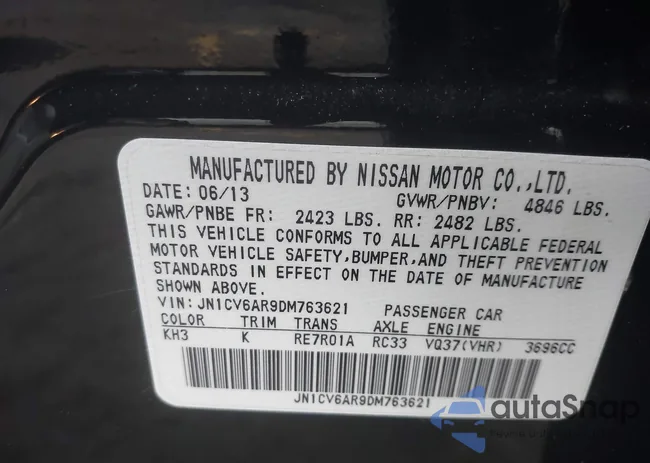 MANUFACTURED BY NISSAN MOTOR CO.,LTD.
DATE: 06/13 GVWR/PNBV: 4846 LBS.
GAWR/PNBE FR: 2423 LBS. RR: 2482 LBS.
THIS VEHICLE CONFORMS TO ALL APPLICABLE FEDERAL
MOTOR VEHICLE SAFETY,BUMPER,AND THEFT PREVENTION
STANDARDS IN EFFECT ON THE DATE OF MANUFACTURE
SHOWN ABOVE.
VIN: JN1CV6AR9DM763621 PASSENGER CAR
COLOR TRIM TRANS AXLE ENGINE
KH3 K RE7R01A RC33 VQ37(VHR) 3696CC
JN1CV6AR9DM763621
autoSnap